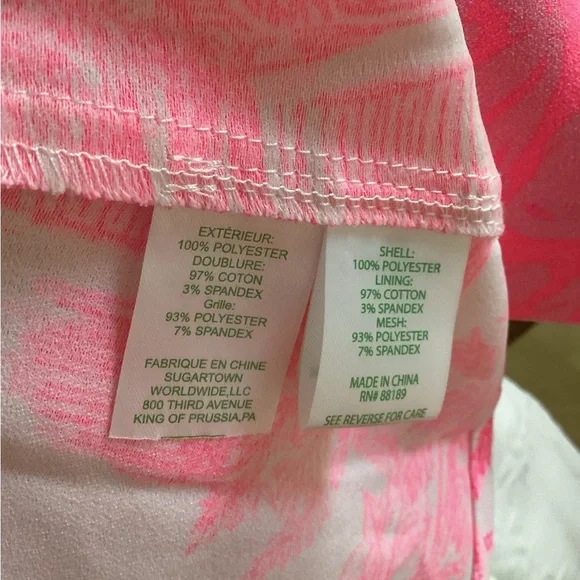 EXTÉRIEUR:
100% POLYESTER
DOUBLURE:
97% COTON
3% SPANDEX
Grille:
93% POLYESTER
7% SPANDEX
FABRIQUE EN CHINE
SUGARTOWN
WORLDWIDE,LLC
800 THIRD AVENUE
KING OF PRUSSIA,PA
SHELL:
100% POLYESTER
LINING:
97% COTTON
3% SPANDEX
MESH:
93% POLYESTER
7% SPANDEX
MADE IN CHINA
RN# 88189
SEE REVERSE FOR CARE